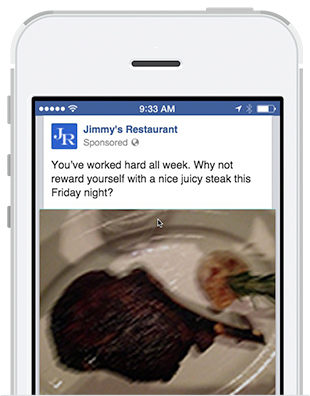 9:33 AM
JR
Jimmy's Restaurant
Sponsored
You've worked hard all week. Why not
reward yourself with a nice juicy steak this
Friday night?